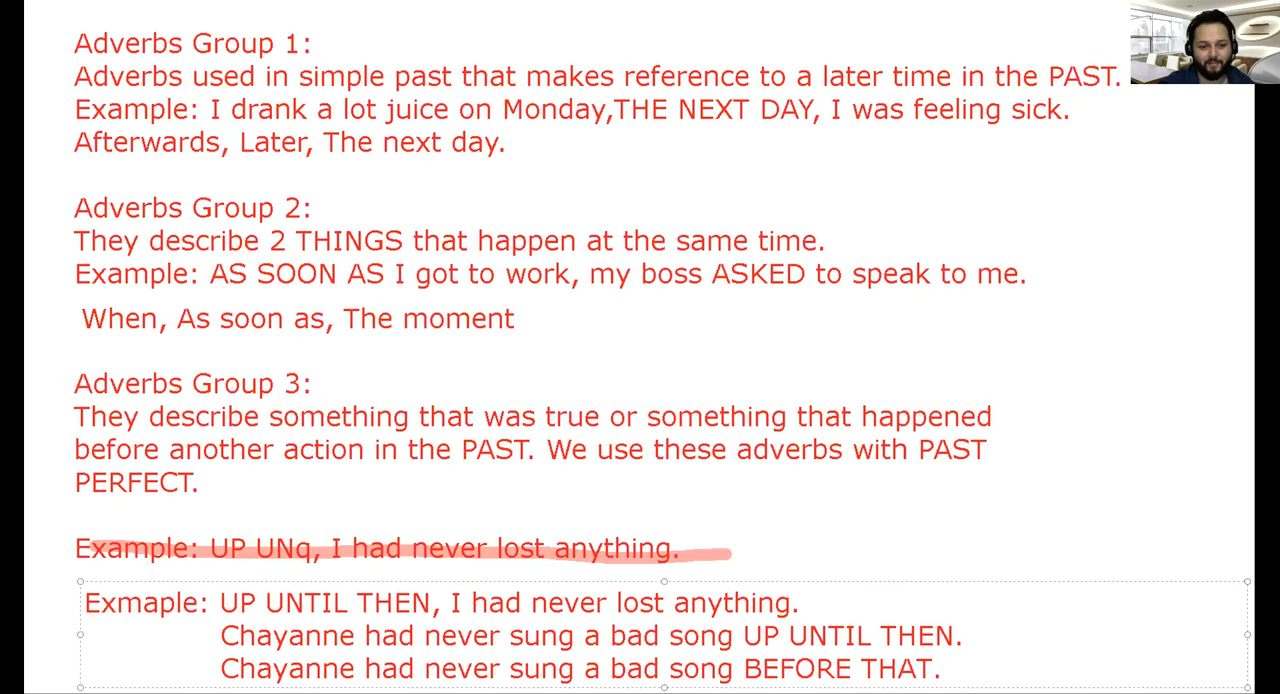 Adverbs Group 1:
Adverbs used in simple past that makes reference to a later time in the PAST.
Example: I drank a lot juice on Monday,THE NEXT DAY, I was feeling sick.
Afterwards, Later, The next day.
Adverbs Group 2:
They describe 2 THINGS that happen at the same time.
Example: AS SOON AS I got to work, my boss ASKED to speak to me.
When, As soon as, The moment
Adverbs Group 3:
They describe something that was true or something that happened
before another action in the PAST. We use these adverbs with PAST
PERFECT.
Example: UP UNq, I had never lost anything.
Exmaple: UP UNTIL THEN, I had never lost anything.
Chayanne had never sung a bad song UP UNTIL THEN.
Chayanne had never sung a bad song BEFORE THAT.